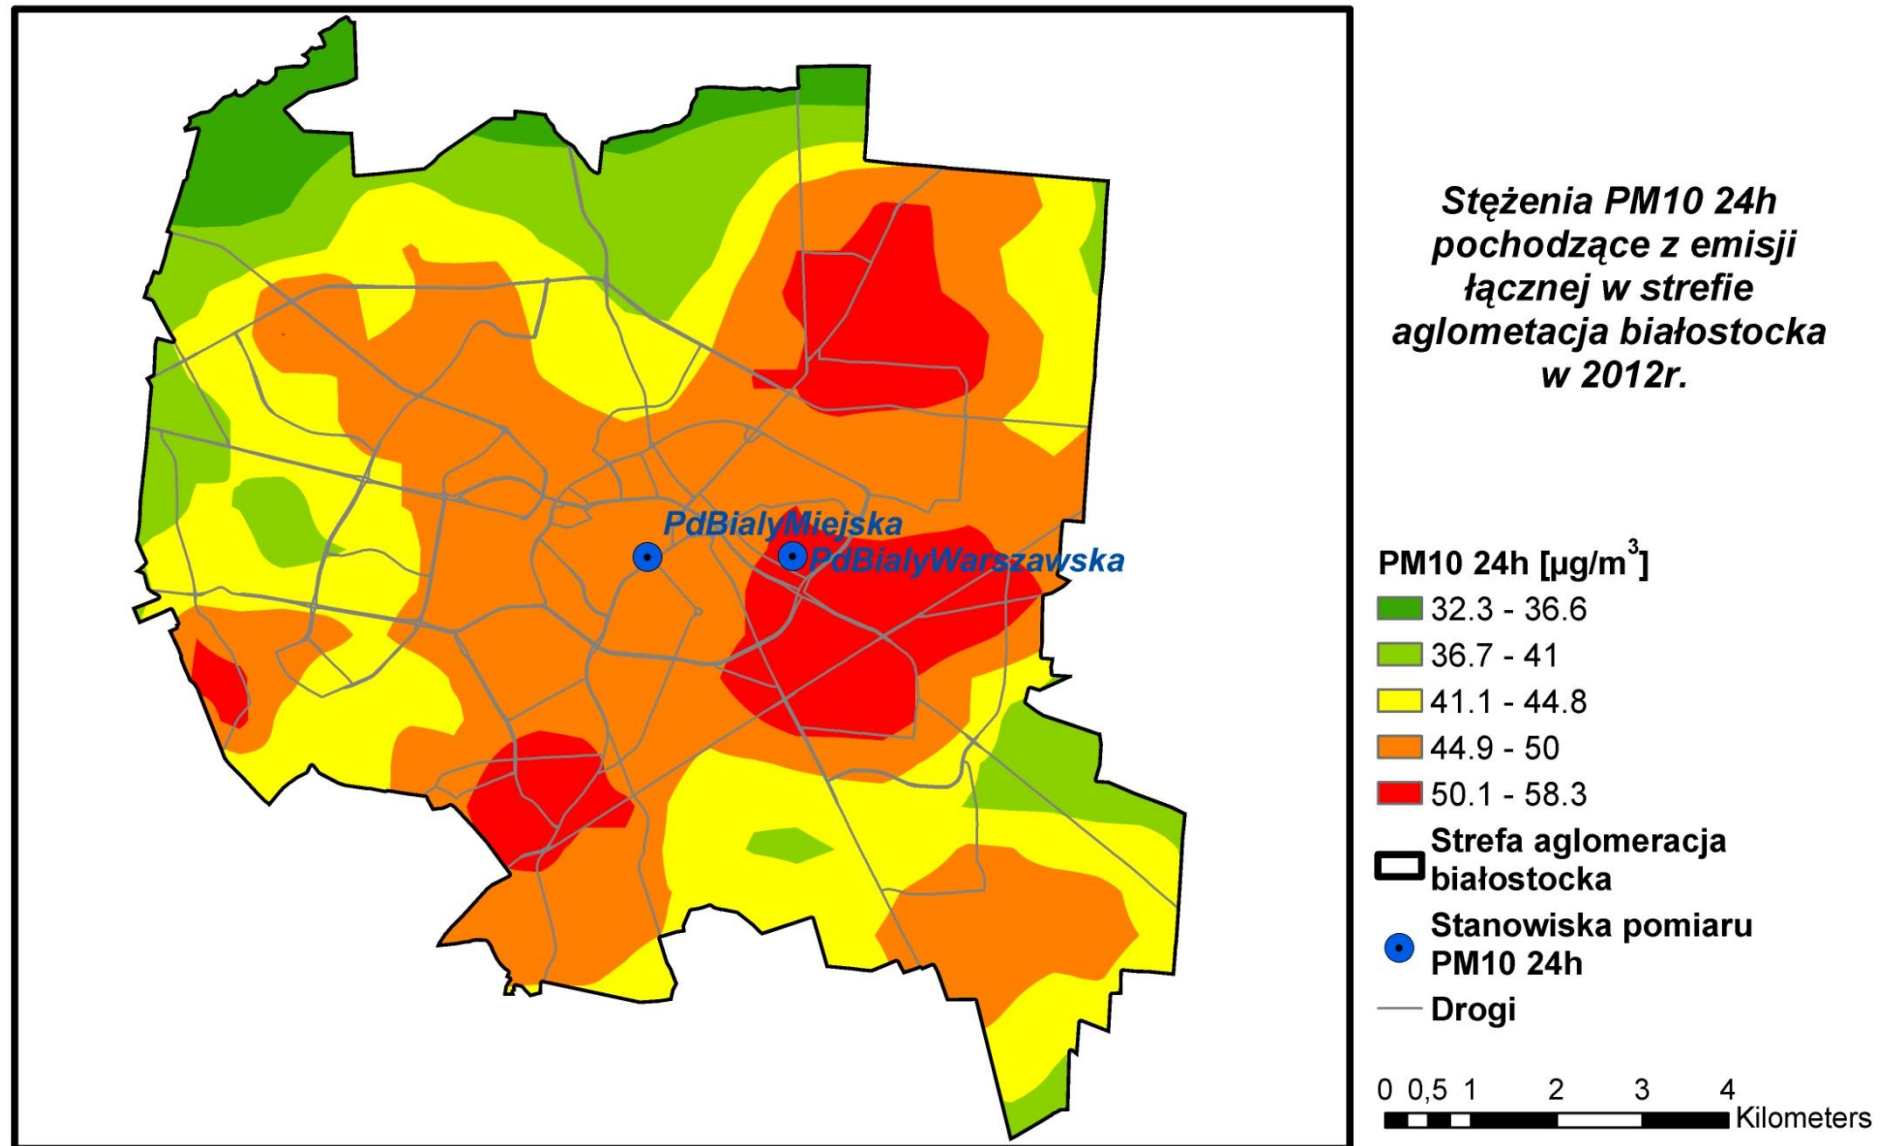 Stężenia PM10 24h
pochodzące z emisji
łącznej w strefie
aglometacja białostocka
w 2012r.
PdBialyMiejska
PdBialyWarszawska
PM10 24h [µg/m³]
32.3 - 36.6
36.7 - 41
41.1 - 44.8
44.9 - 50
50.1 - 58.3
Strefa aglomeracja
białostocka
Stanowiska pomiaru
PM10 24h
Drogi
0 0,5 1 2 3 4
Kilometers